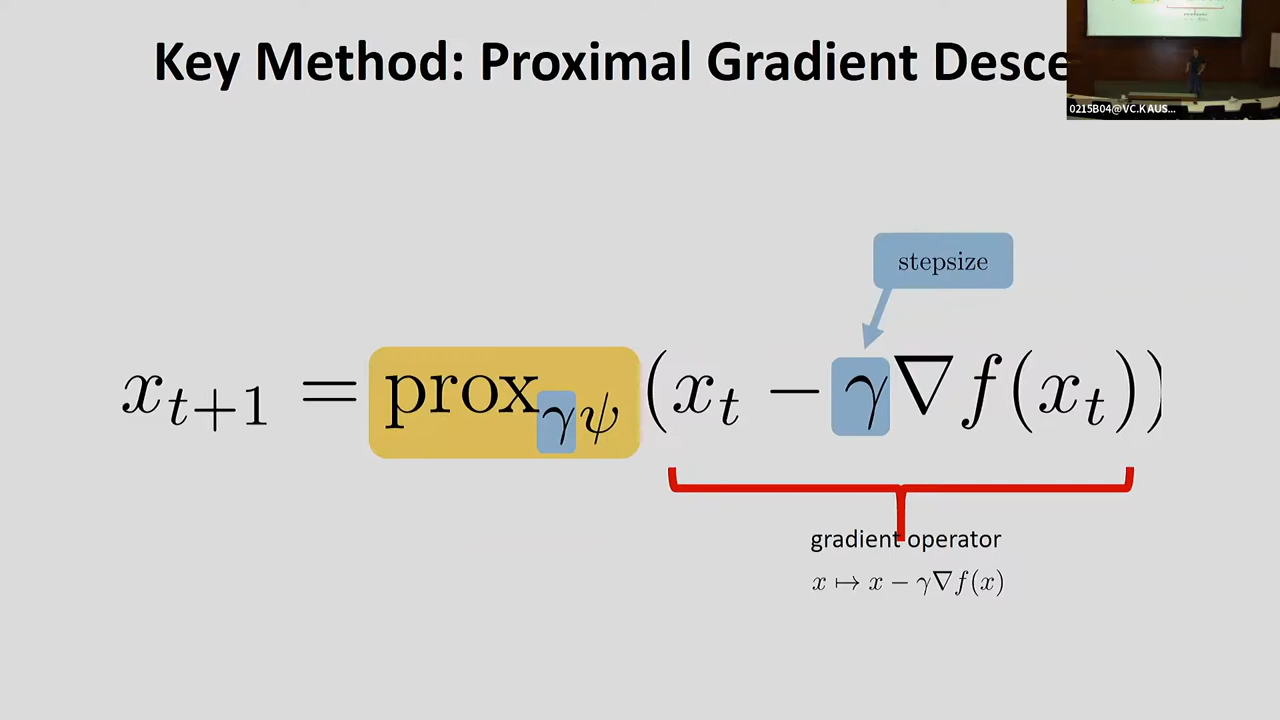 Key Method: Proximal Gradient Desce
0215B04@VC.KAUS...
stepsize
x_{t+1} = prox_{γψ}(x_t − γ∇f(x_t))
gradient operator
x ↦ x − γ∇f(x)